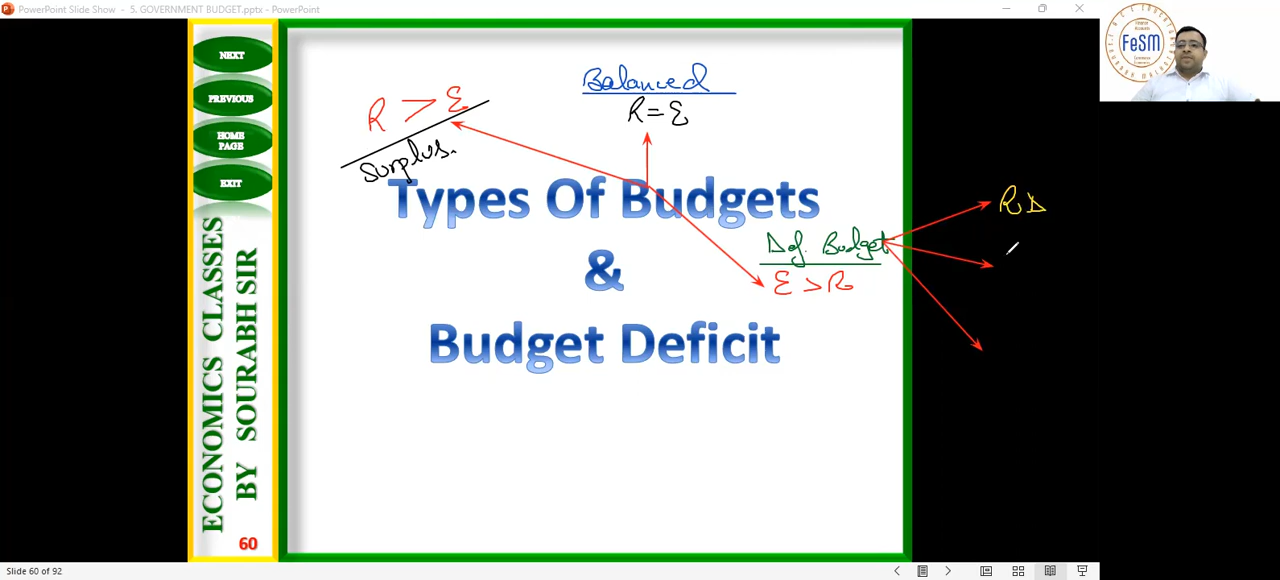 PowerPoint Slide Show - 5. GOVERNMENT BUDGET.pptx - PowerPoint
NEXT
PREVIOUS
HOME
PAGE
EXIT
ECONOMICS CLASSES
BY SOURABH SIR
60
R > E
Surplus.
Balanced
R = E
Types Of Budgets
&
Budget Deficit
Def. Budget
E > R
RD
FeSM
Slide 60 of 92